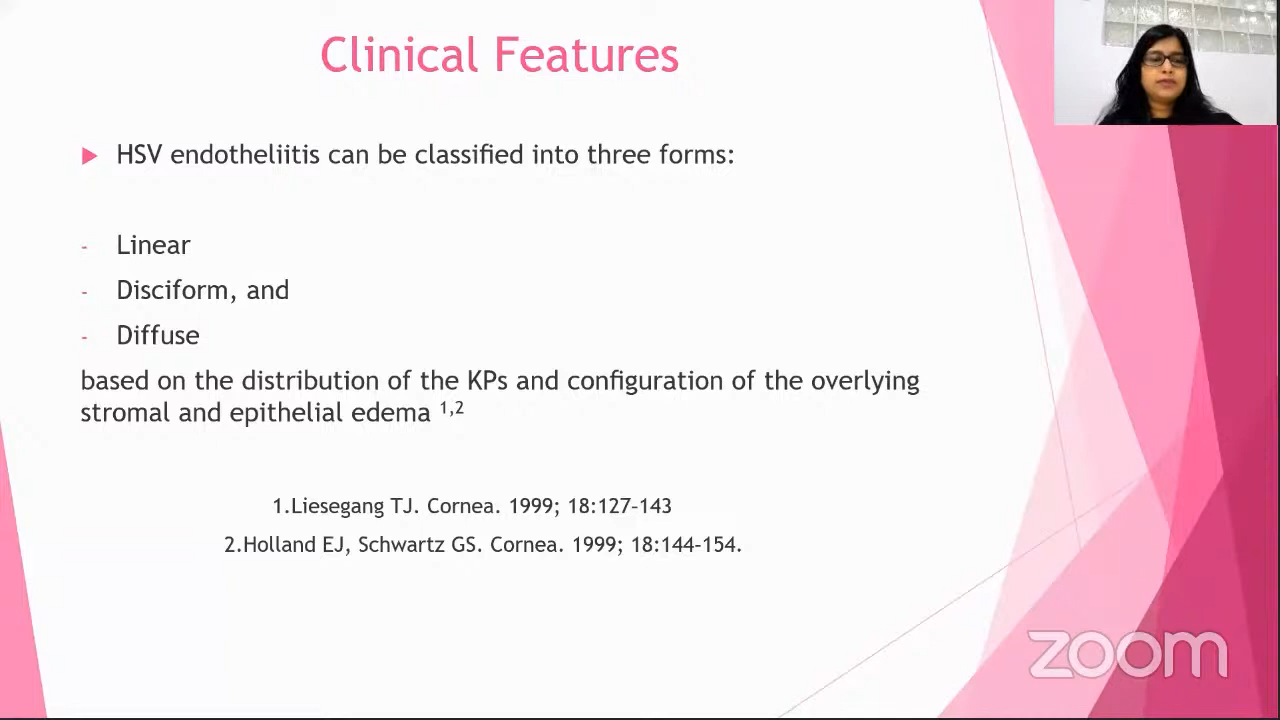 Clinical Features
HSV endotheliitis can be classified into three forms:
- Linear
- Disciform, and
- Diffuse
based on the distribution of the KPs and configuration of the overlying
stromal and epithelial edema 1,2
1.Liesegang TJ. Cornea. 1999; 18:127–143
2.Holland EJ, Schwartz GS. Cornea. 1999; 18:144–154.
zoom